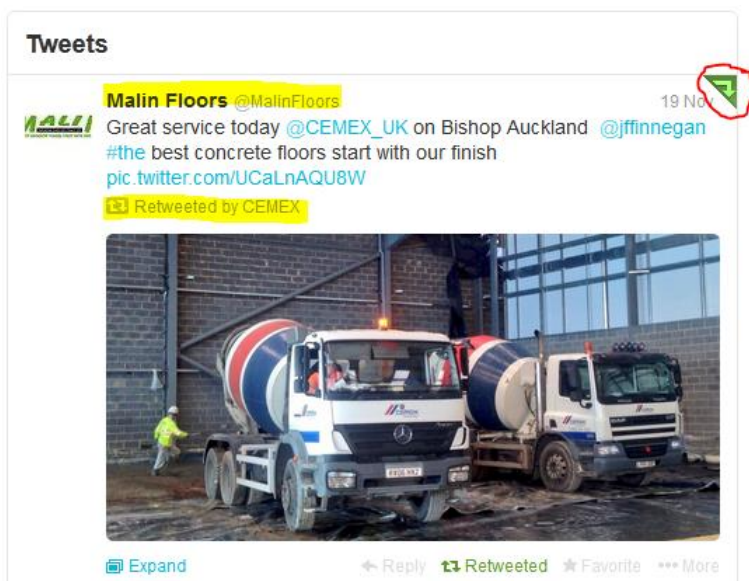 Tweets
Malin Floors @MalinFloors 19 Nov
Great service today @CEMEX_UK on Bishop Auckland @jffinnegan
#the best concrete floors start with our finish
pic.twitter.com/UCaLnAQU8W
Retweeted by CEMEX
Expand Reply Retweeted Favorite More